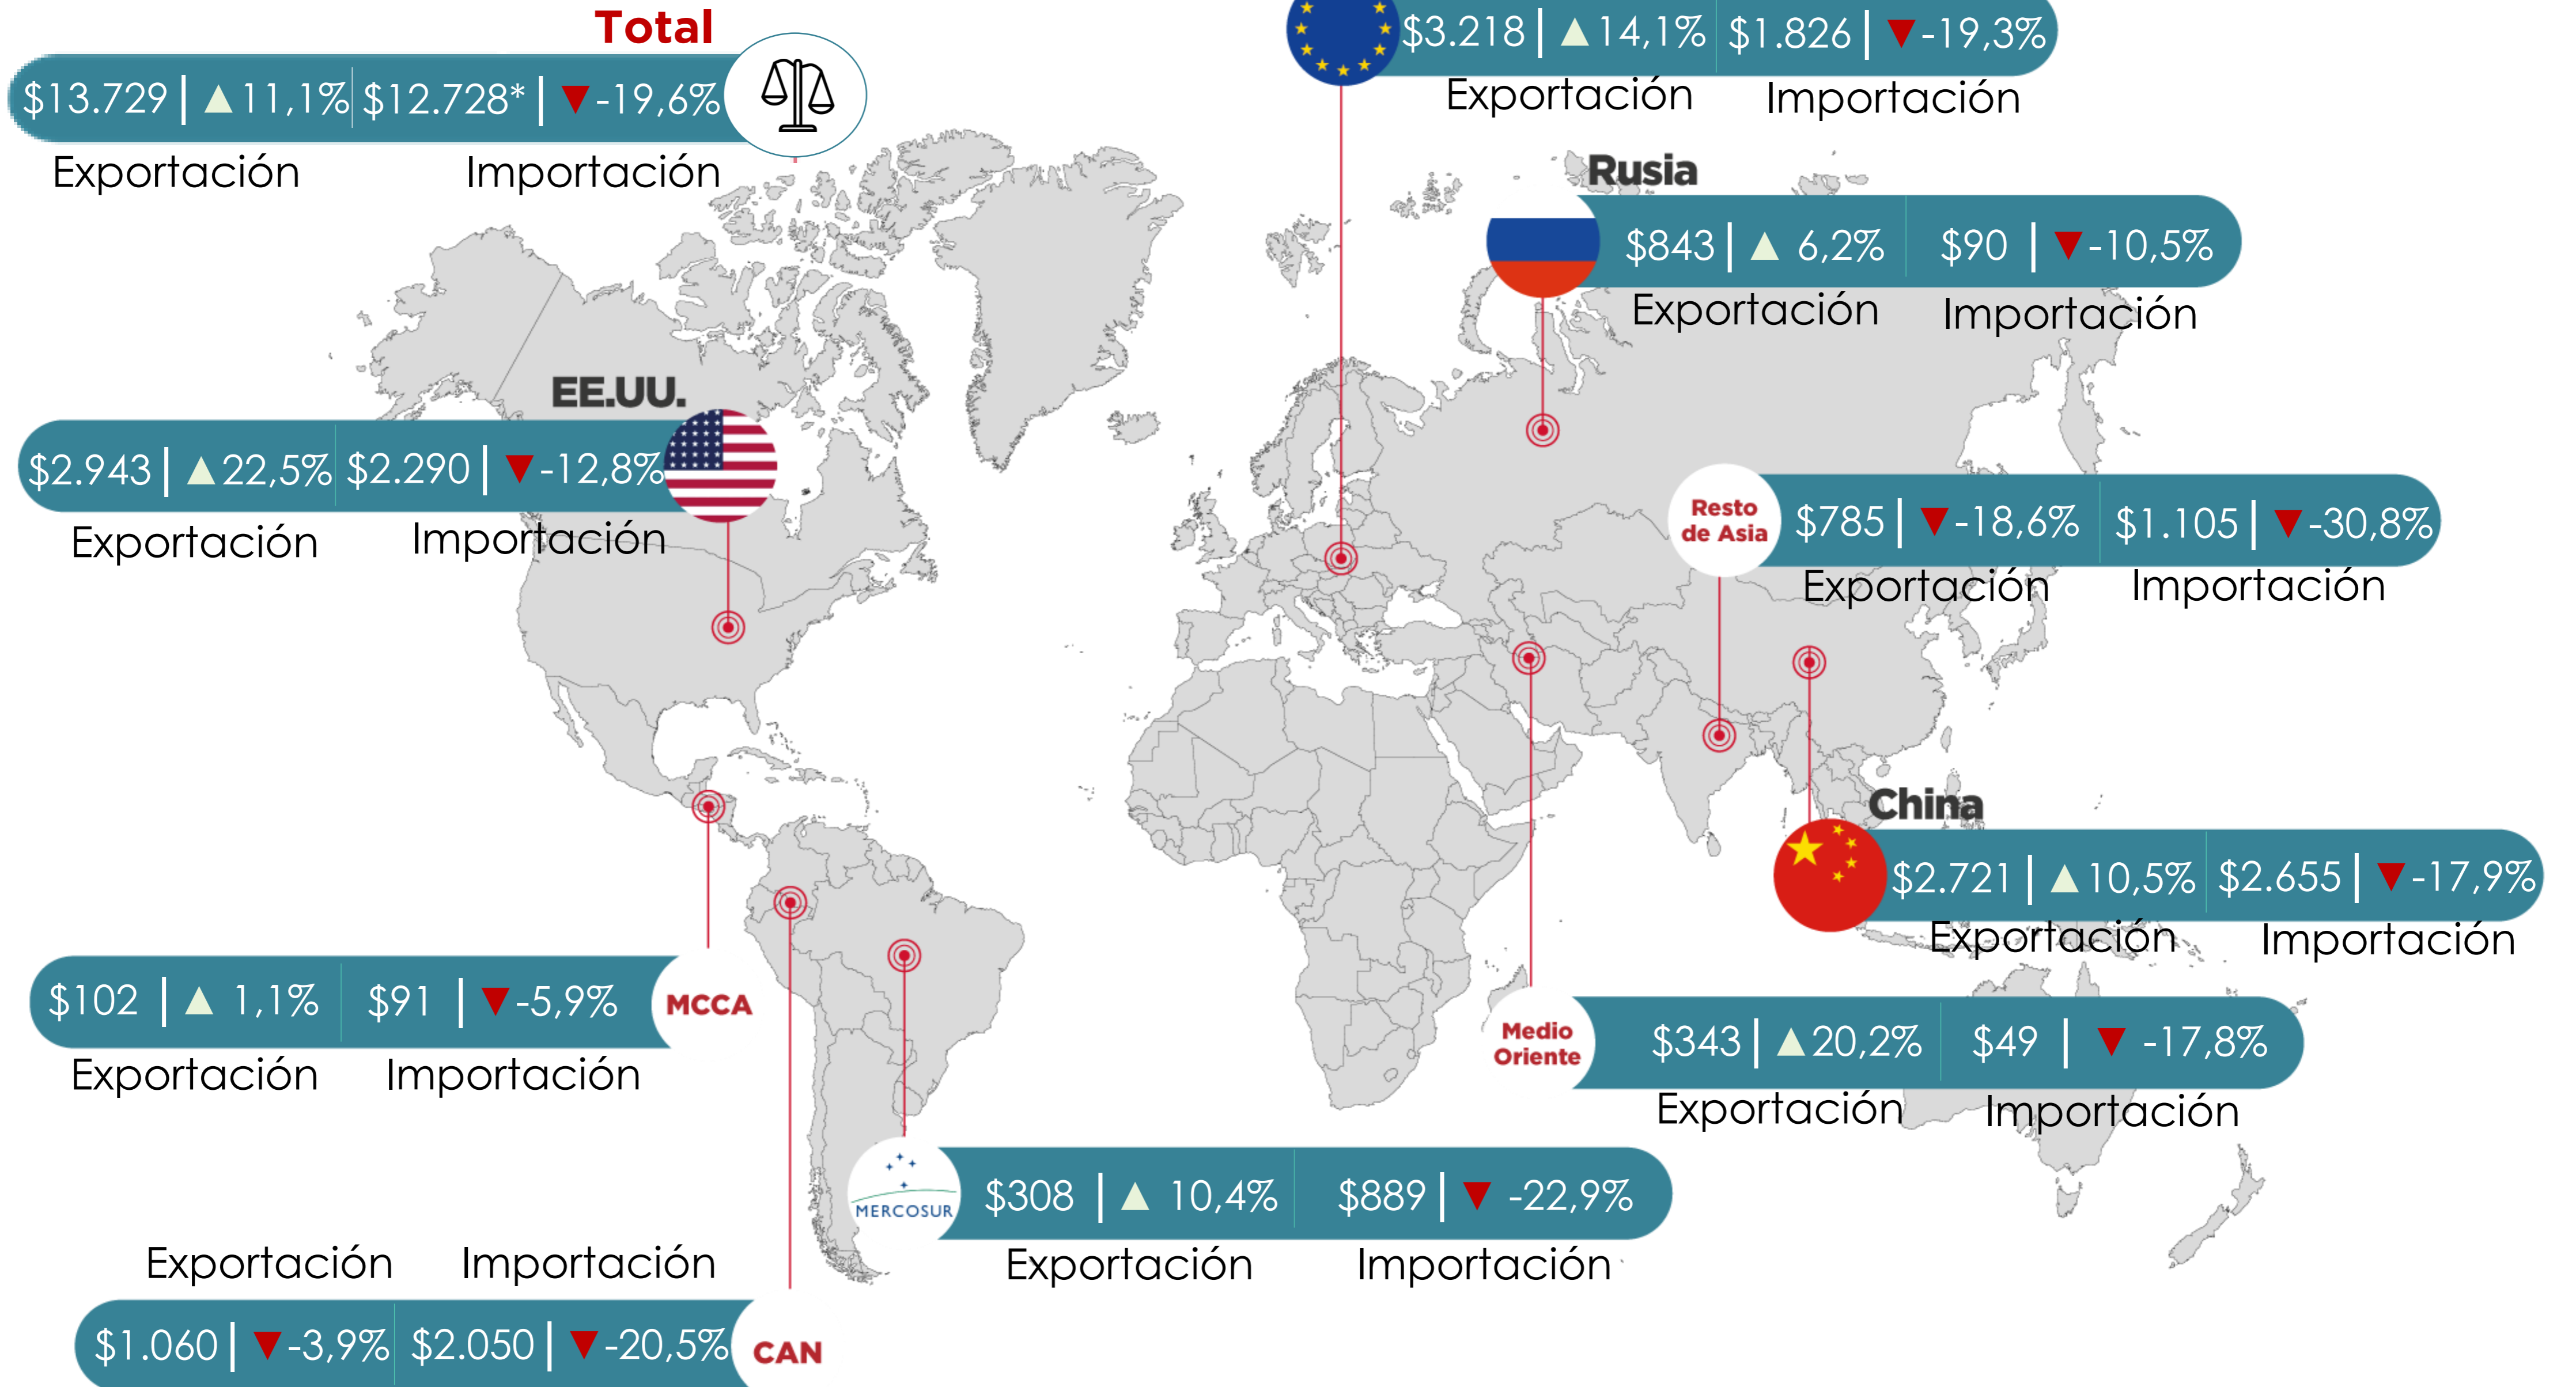 Total
$13.729 | ▲ 11,1% $12.728* | ▼ -19,6%
Exportación Importación
$3.218 | ▲ 14,1% $1.826 | ▼ -19,3%
Exportación Importación
Rusia
$843 | ▲ 6,2% $90 | ▼ -10,5%
Exportación Importación
EE.UU.
$2.943 | ▲ 22,5% $2.290 | ▼ -12,8%
Exportación Importación
Resto
de Asia
$785 | ▼ -18,6% $1.105 | ▼ -30,8%
Exportación Importación
China
$2.721 | ▲ 10,5% $2.655 | ▼ -17,9%
Exportación Importación
$102 | ▲ 1,1% $91 | ▼ -5,9% MCCA
Exportación Importación
Medio
Oriente
$343 | ▲ 20,2% $49 | ▼ -17,8%
Exportación Importación
MERCOSUR
$308 | ▲ 10,4% $889 | ▼ -22,9%
Exportación Importación
Exportación Importación
$1.060 | ▼ -3,9% $2.050 | ▼ -20,5% CAN